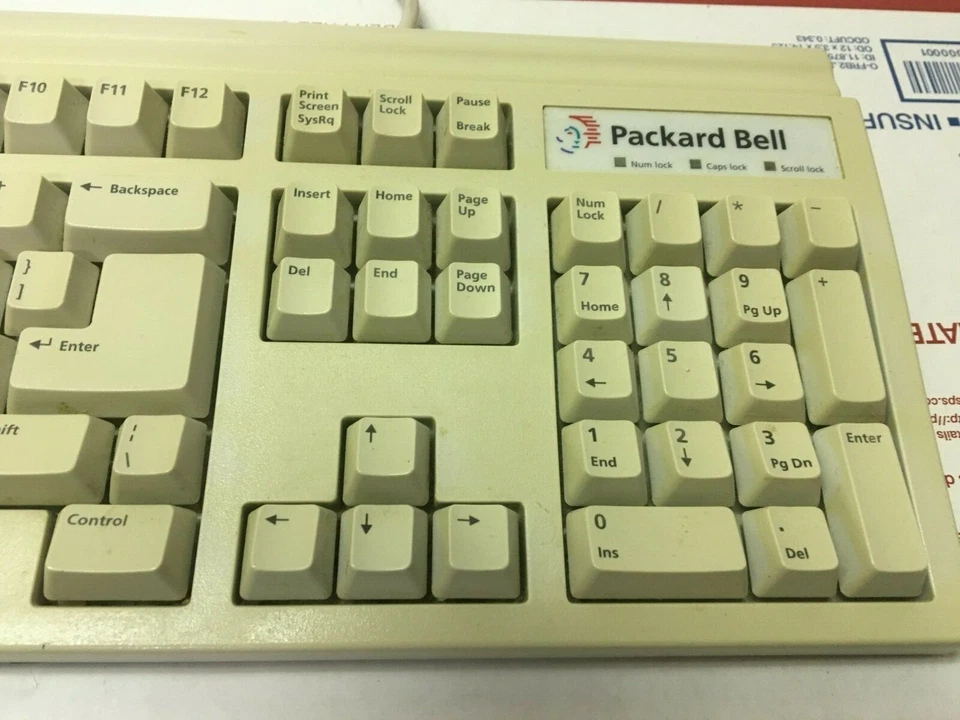 F10 F11 F12
Print Screen SysRq
Scroll Lock
Pause Break
Packard Bell
Num lock Caps lock Scroll lock
← Backspace
Insert Home Page Up
Num Lock / * −
}
]
Del End Page Down
7 Home
8 ↑
9 Pg Up
+
↵ Enter
4 ←
5
6 →
¦
\
↑
1 End
2 ↓
3 Pg Dn
Enter
Control
← ↓ →
0 Ins
. Del
INSUR